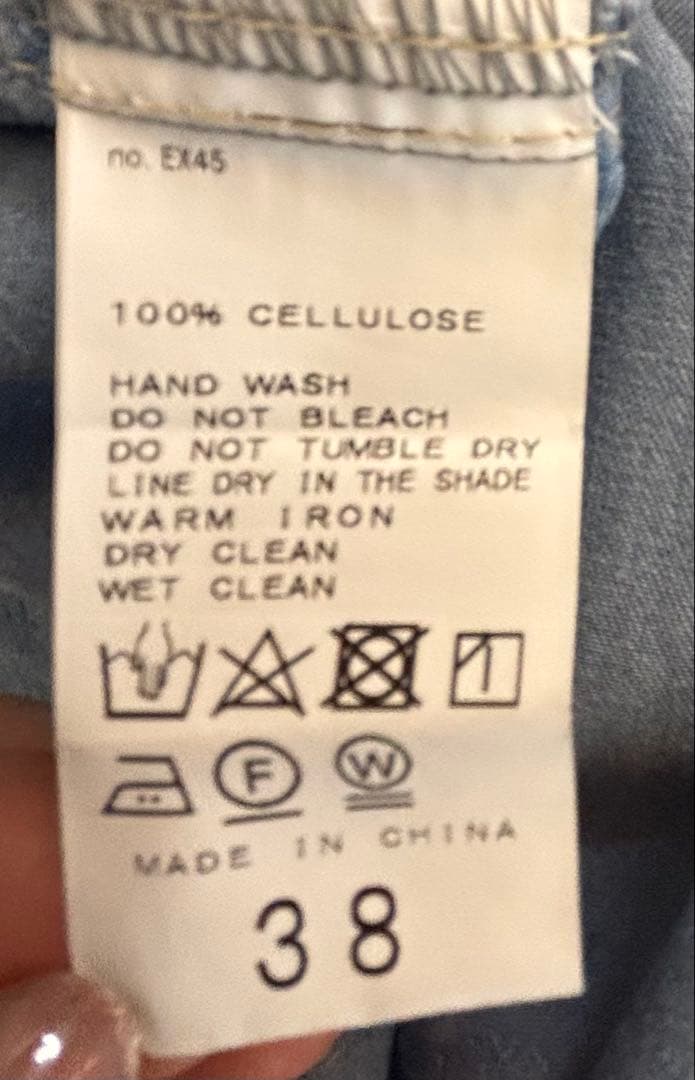 no. EX45
100% CELLULOSE
HAND WASH
DO NOT BLEACH
DO NOT TUMBLE DRY
LINE DRY IN THE SHADE
WARM IRON
DRY CLEAN
WET CLEAN
F W
MADE IN CHINA
38